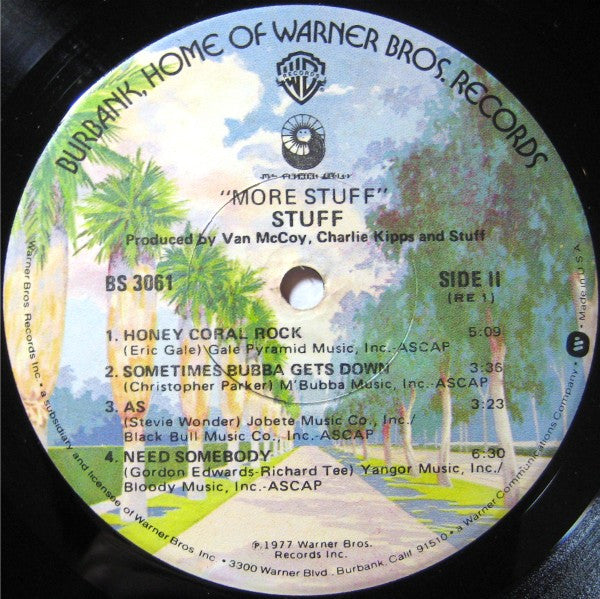 BURBANK, HOME OF WARNER BROS. RECORDS
RECORDS
"MORE STUFF"
STUFF
Produced by Van McCoy, Charlie Kipps and Stuff
BS 3061
SIDE II
(RE 1)
1. HONEY CORAL ROCK 5:09
(Eric Gale) Gale Pyramid Music, Inc.-ASCAP
2. SOMETIMES BUBBA GETS DOWN 3:36
(Christopher Parker) M'Bubba Music, Inc.-ASCAP
3. AS 3:23
(Stevie Wonder) Jobete Music Co., Inc./
Black Bull Music Co., Inc.-ASCAP
4. NEED SOMEBODY 6:30
(Gordon Edwards-Richard Tee) Yangor Music, Inc./
Bloody Music, Inc.-ASCAP
℗1977 Warner Bros.
Records Inc.
Warner Bros. Records Inc. • a subsidiary and licensee of Warner Bros. Inc. • 3300 Warner Blvd., Burbank, Calif. 91510 • a Warner Communications Company • Made in U.S.A.